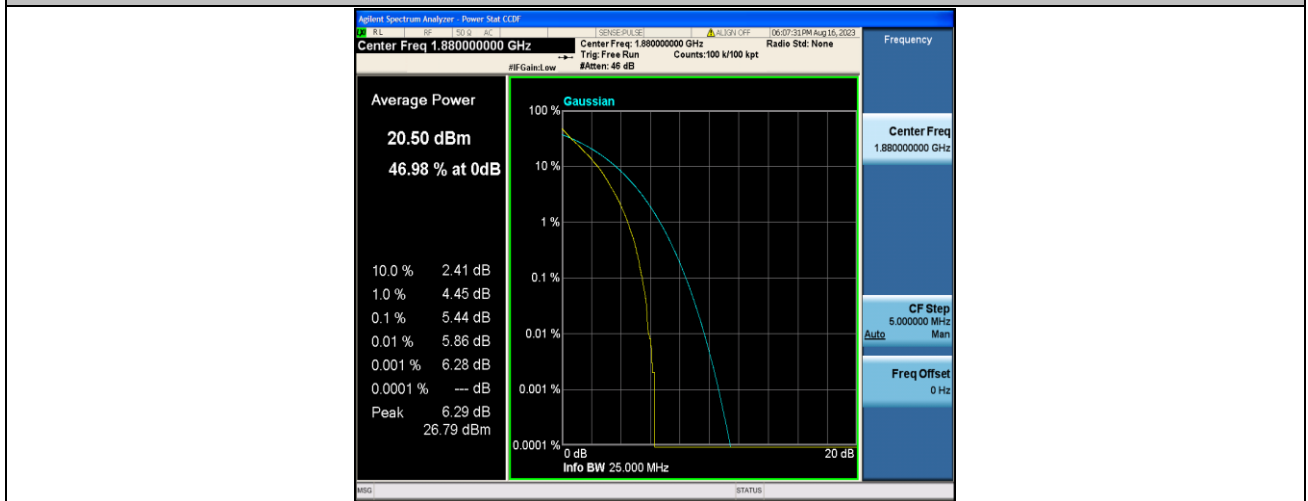 Agilent Spectrum Analyzer - Power Stat CCDF
RL RF 50 Ω AC SENSE:PULSE ALIGN OFF 06:07:31 PM Aug 16, 2023
Center Freq 1.880000000 GHz
Center Freq: 1.880000000 GHz Radio Std: None
Trig: Free Run Counts:100 k/100 kpt
#IFGain:Low #Atten: 46 dB
Average Power
20.50 dBm
46.98 % at 0dB
10.0 % 2.41 dB
1.0 % 4.45 dB
0.1 % 5.44 dB
0.01 % 5.86 dB
0.001 % 6.28 dB
0.0001 % --- dB
Peak 6.29 dB
26.79 dBm
Gaussian
100 %
10 %
1 %
0.1 %
0.01 %
0.001 %
0.0001 %
0 dB 20 dB
Info BW 25.000 MHz
Frequency
Center Freq
1.880000000 GHz
CF Step
5.000000 MHz
Auto Man
Freq Offset
0 Hz
MSG STATUS